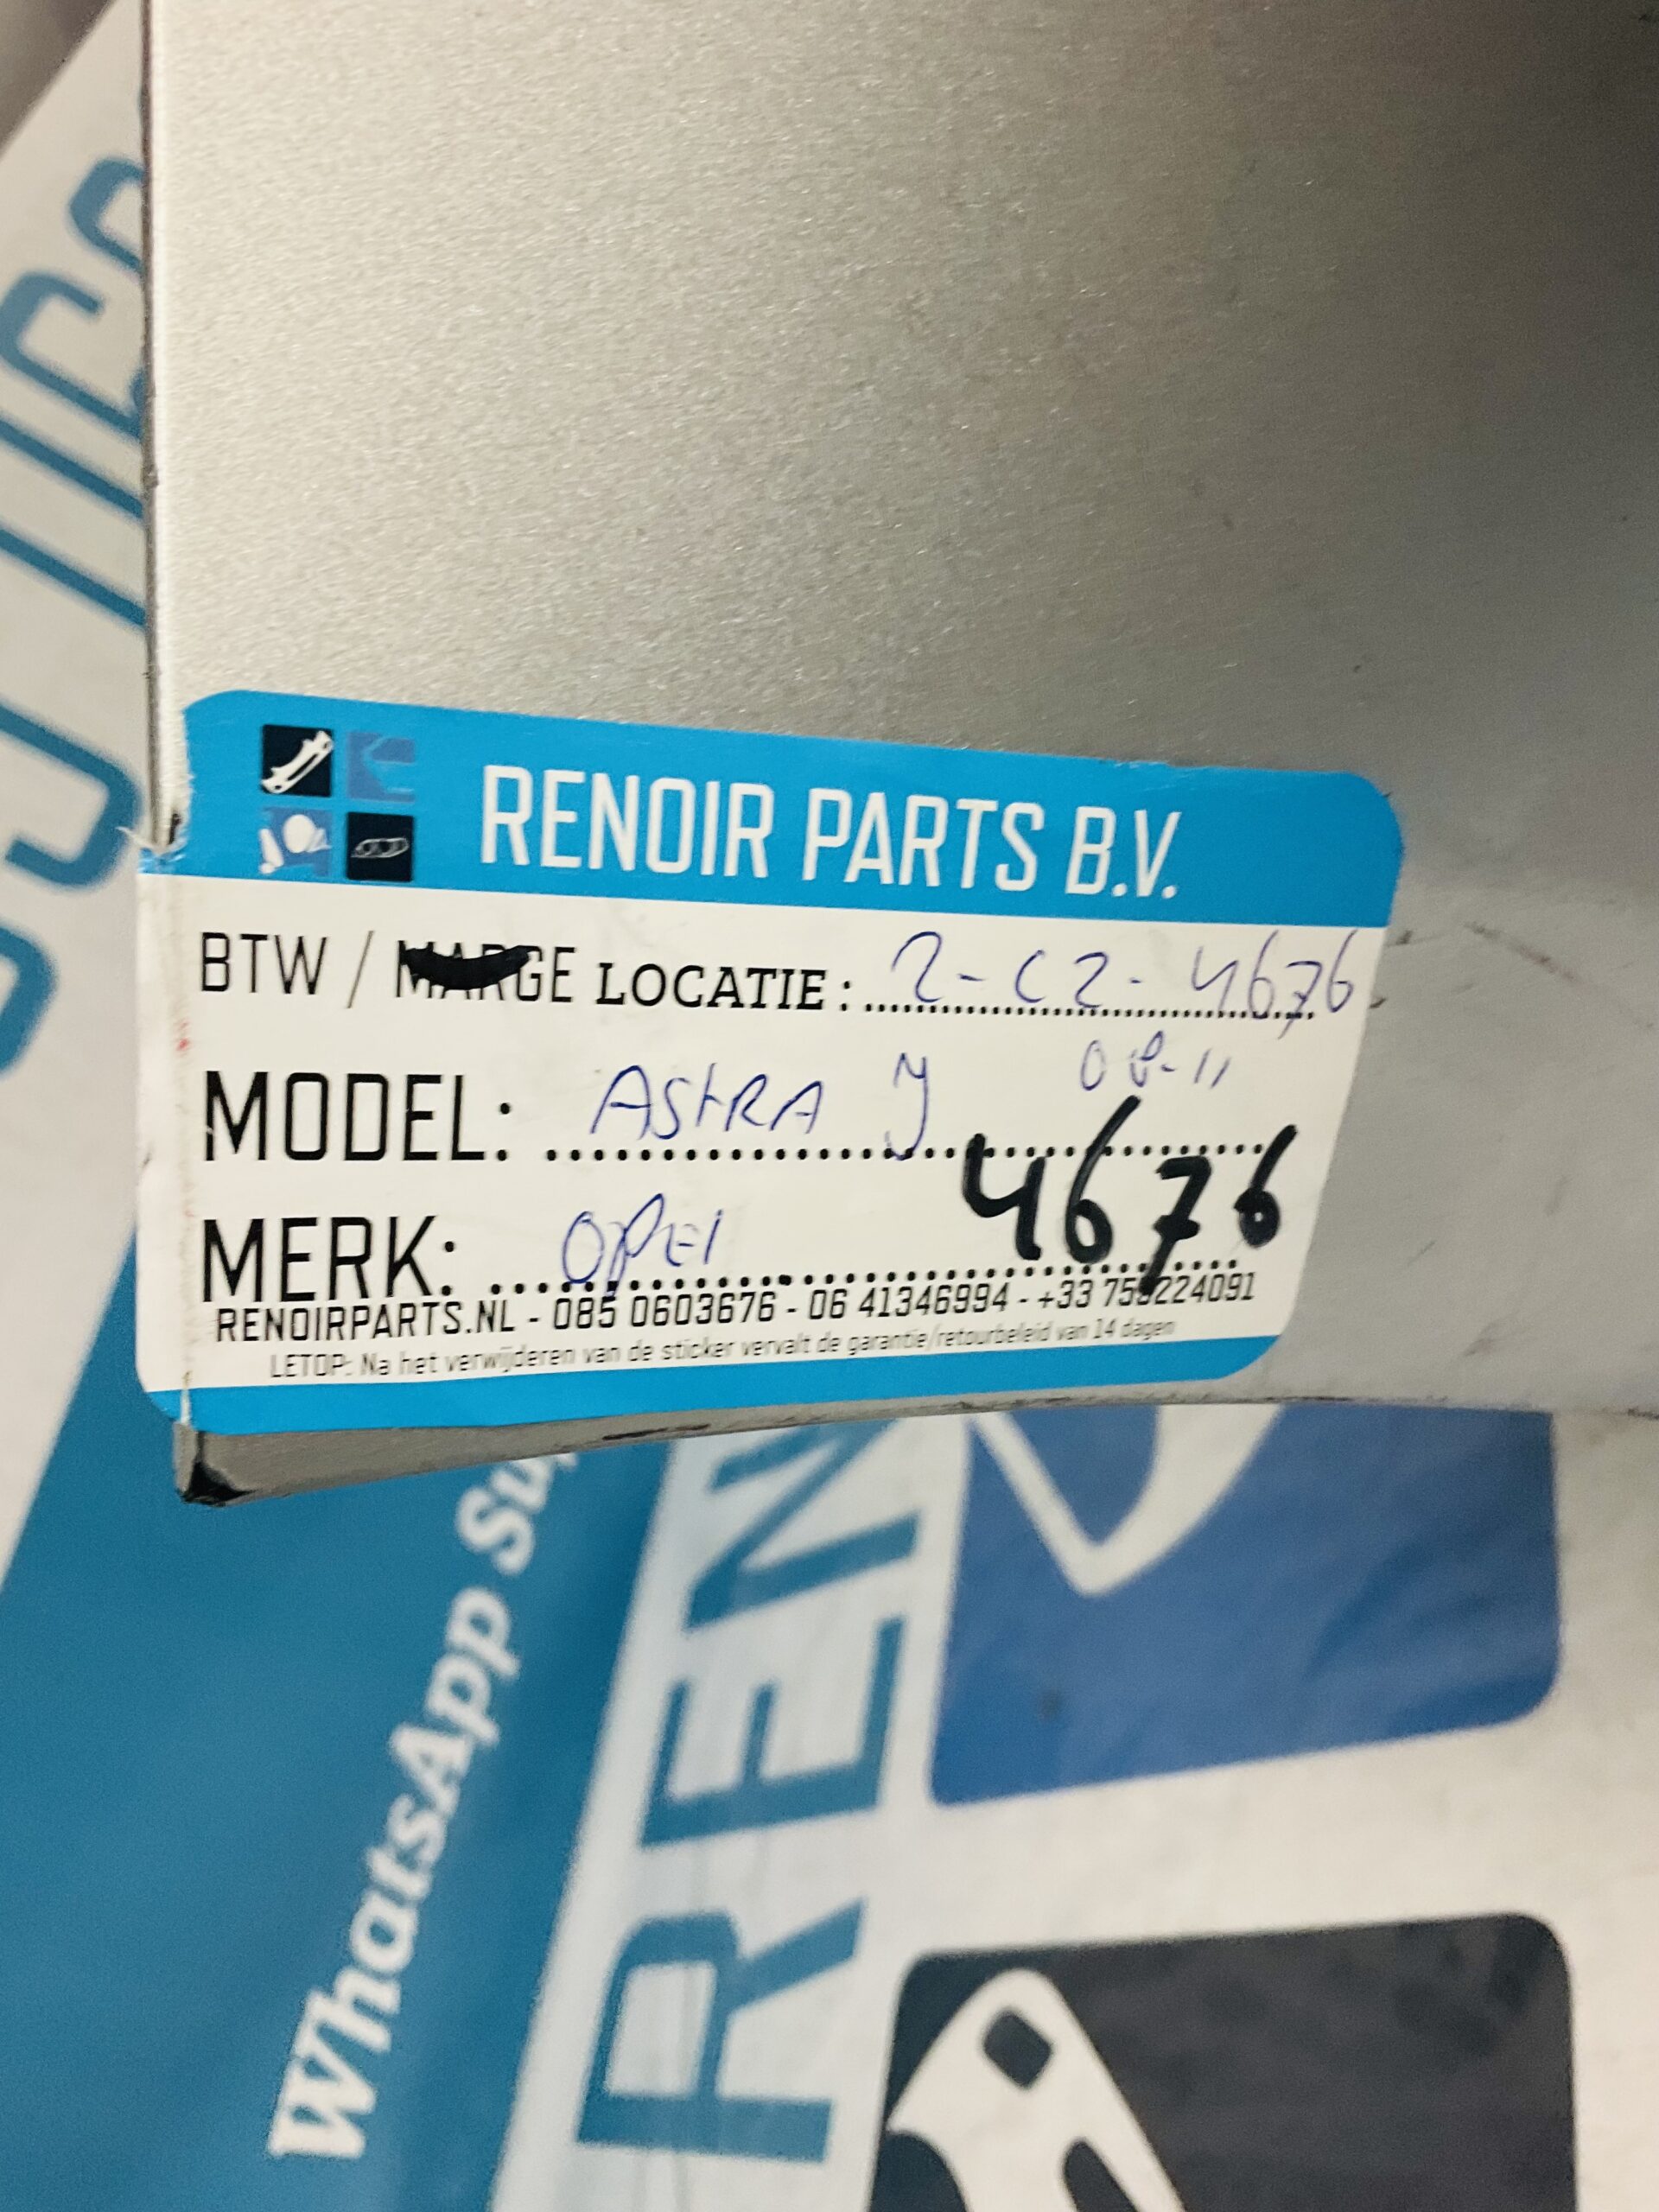 RENOIR PARTS B.V.
BTW / MARGE LOCATIE: 2-C2-4676
MODEL: ASTRA J 08-11
4676
MERK: OPEl
RENOIRPARTS.NL - 085 0603676 - 06 41346994 - +33 758224091
LETOP: Na het verwijderen van de sticker vervalt de garantie/retourbeleid van 14 dagen
WhatsApp Sup
REN